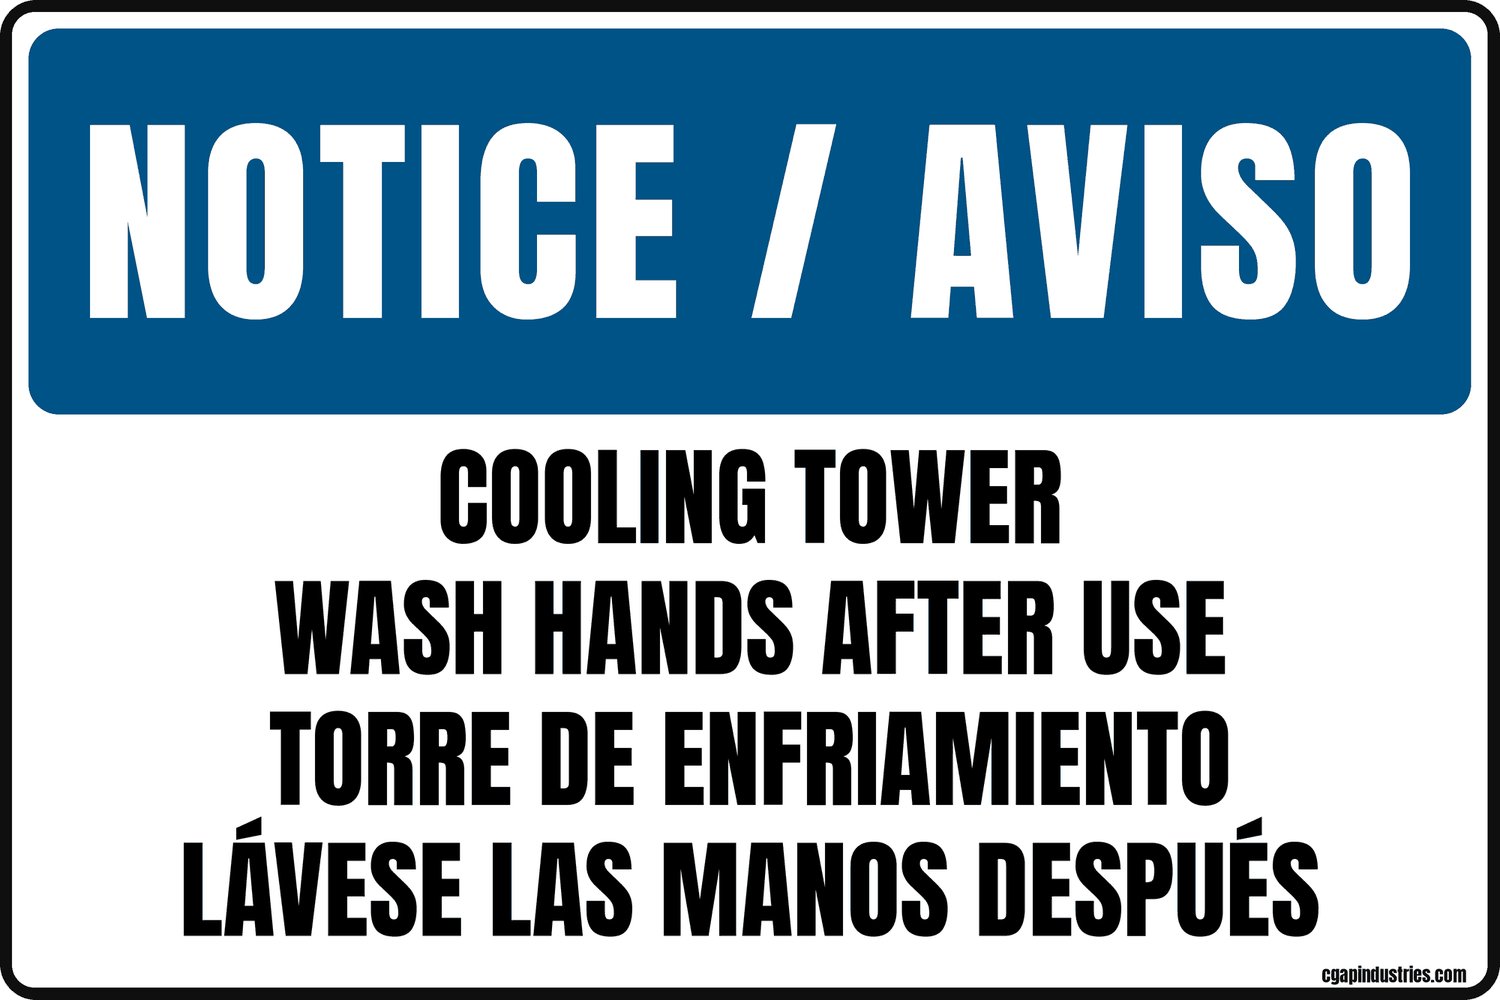 NOTICE / AVISO
COOLING TOWER
WASH HANDS AFTER USE
TORRE DE ENFRIAMIENTO
LÁVESE LAS MANOS DESPUÉS
cgapindustries.com